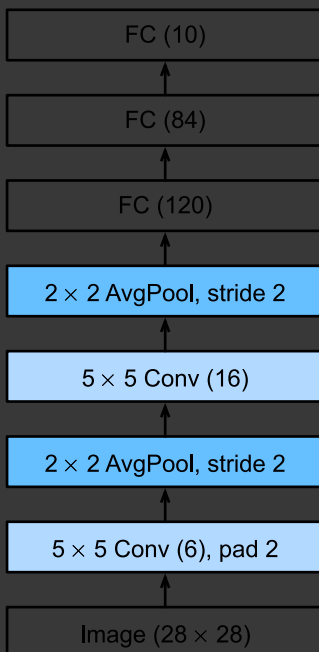 FC (10)
FC (84)
FC (120)
2 × 2 AvgPool, stride 2
5 × 5 Conv (16)
2 × 2 AvgPool, stride 2
5 × 5 Conv (6), pad 2
Image (28 × 28)